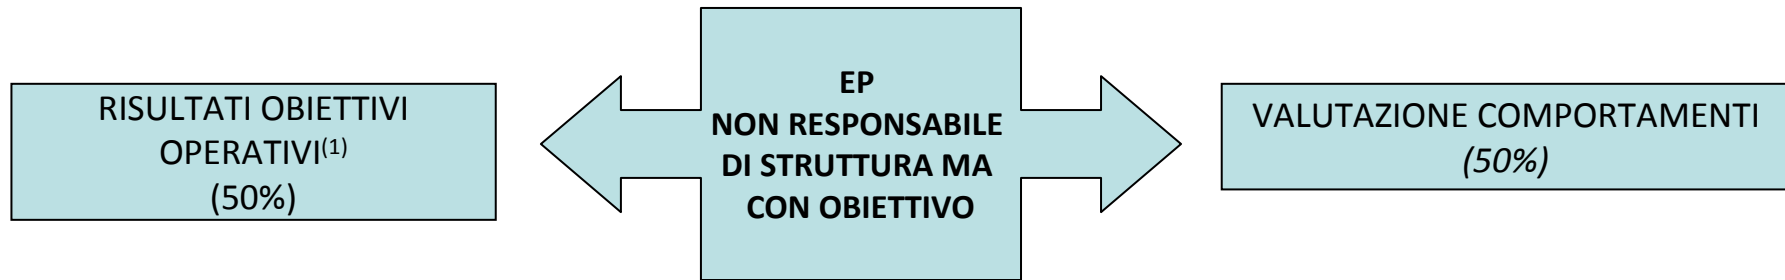 RISULTATI OBIETTIVI
OPERATIVI(1)
(50%)
EP
NON RESPONSABILE
DI STRUTTURA MA
CON OBIETTIVO
VALUTAZIONE COMPORTAMENTI
(50%)